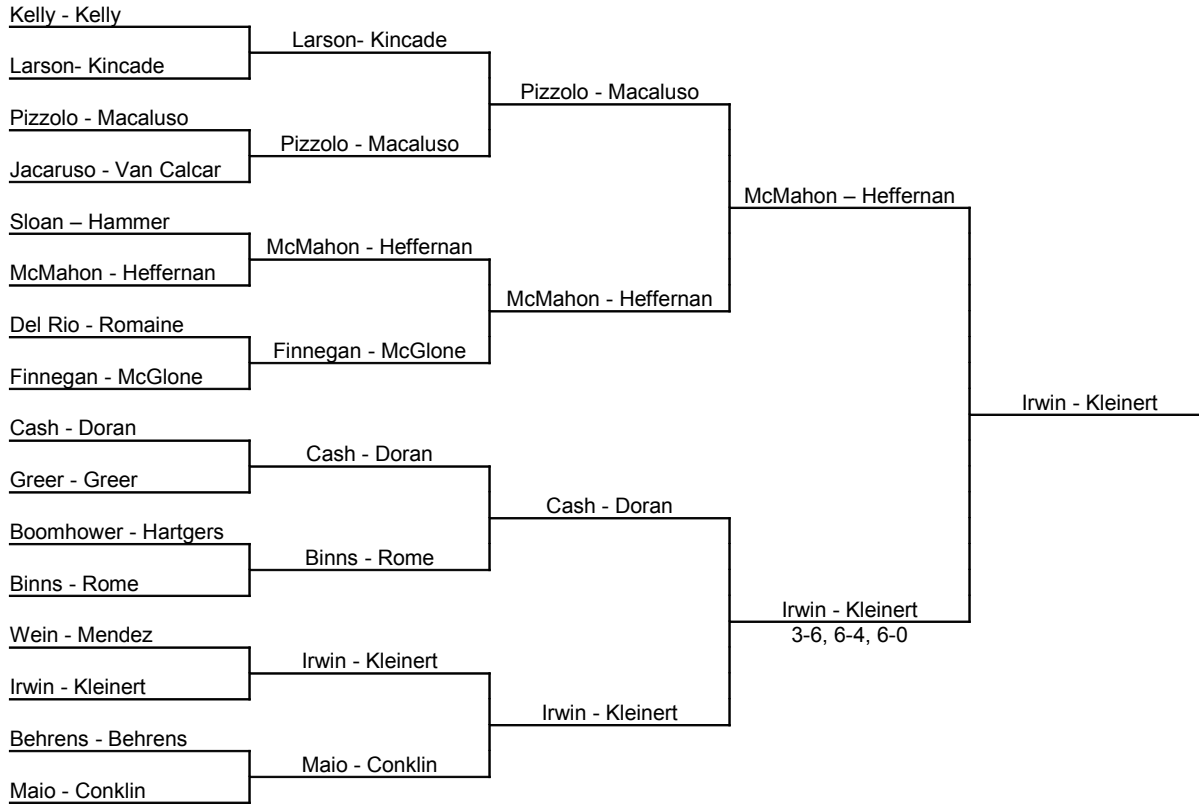 Kelly - Kelly
Larson- Kincade
Larson- Kincade
Pizzolo - Macaluso
Pizzolo - Macaluso
Pizzolo - Macaluso
Jacaruso - Van Calcar
McMahon – Heffernan
Sloan – Hammer
McMahon - Heffernan
McMahon - Heffernan
McMahon - Heffernan
Del Rio - Romaine
Finnegan - McGlone
Finnegan - McGlone
Irwin - Kleinert
Cash - Doran
Cash - Doran
Greer - Greer
Cash - Doran
Boomhower - Hartgers
Binns - Rome
Binns - Rome
Irwin - Kleinert
3-6, 6-4, 6-0
Wein - Mendez
Irwin - Kleinert
Irwin - Kleinert
Irwin - Kleinert
Behrens - Behrens
Maio - Conklin
Maio - Conklin